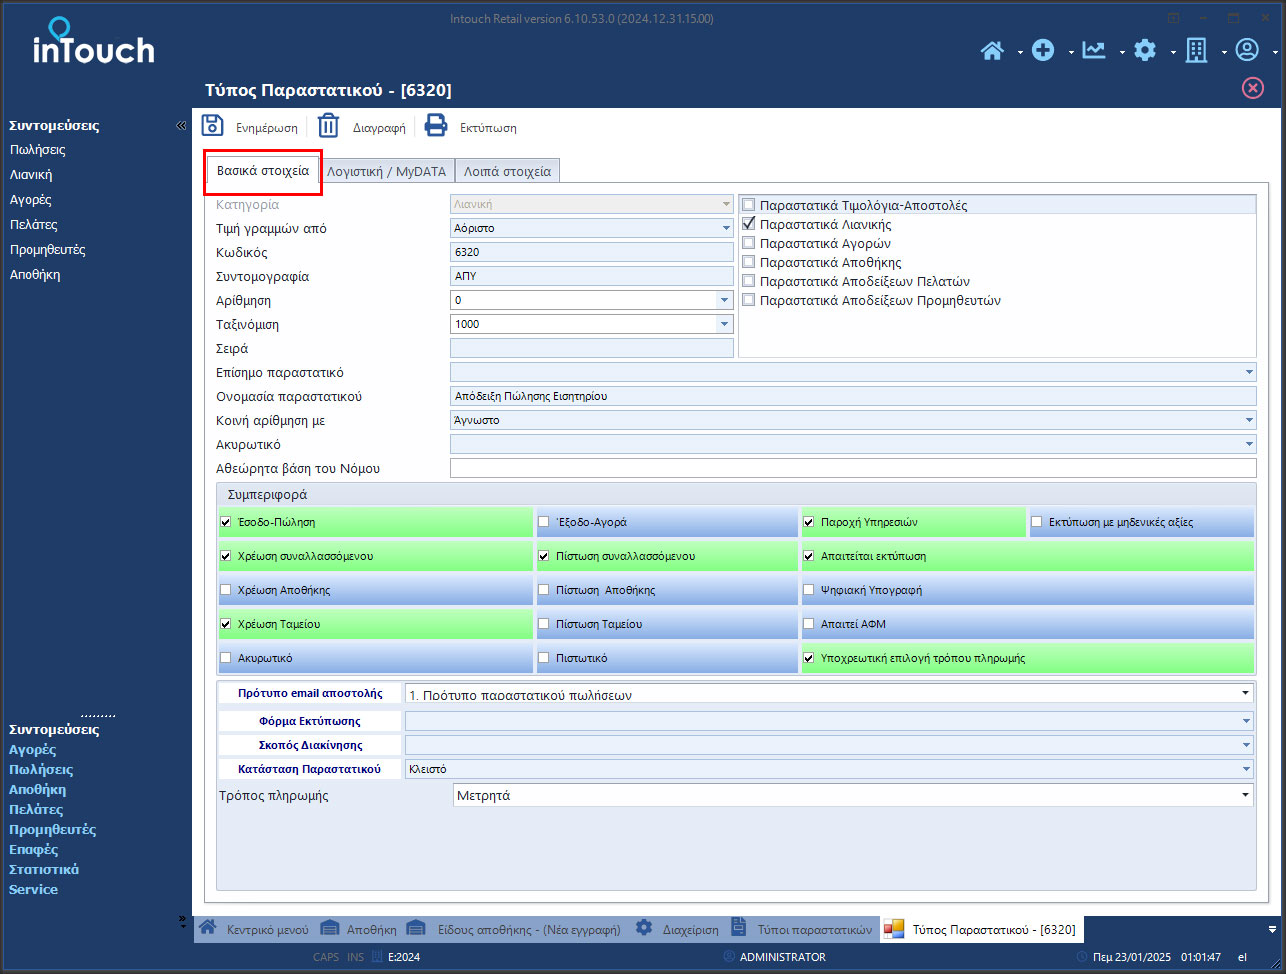 Intouch Retail version 6.10.53.0 (2024.12.31.15.00)
inTouch
Τύπος Παραστατικού - [6320]
Συντομεύσεις
Πωλήσεις
Λιανική
Αγορές
Πελάτες
Προμηθευτές
Αποθήκη
Ενημέρωση Διαγραφή Εκτύπωση
Βασικά στοιχεία Λογιστική / MyDATA Λοιπά στοιχεία
Κατηγορία Λιανική
Τιμή γραμμών από Αόριστο
Κωδικός 6320
Συντομογραφία ΑΠΥ
Αρίθμηση 0
Ταξινόμιση 1000
Σειρά
Παραστατικά Τιμολόγια-Αποστολές
Παραστατικά Λιανικής
Παραστατικά Αγορών
Παραστατικά Αποθήκης
Παραστατικά Αποδείξεων Πελατών
Παραστατικά Αποδείξεων Προμηθευτών
Επίσημο παραστατικό
Ονομασία παραστατικού Απόδειξη Πώλησης Εισητηρίου
Κοινή αρίθμηση με Άγνωστο
Ακυρωτικό
Αθεώρητα βάση του Νόμου
Συμπεριφορά
Έσοδο-Πώληση Έξοδο-Αγορά Παροχή Υπηρεσιών Εκτύπωση με μηδενικές αξίες
Χρέωση συναλλασσόμενου Πίστωση συναλλασσόμενου Απαιτείται εκτύπωση
Χρέωση Αποθήκης Πίστωση Αποθήκης Ψηφιακή Υπογραφή
Χρέωση Ταμείου Πίστωση Ταμείου Απαιτεί ΑΦΜ
Ακυρωτικό Πιστωτικό Υποχρεωτική επιλογή τρόπου πληρωμής
Πρότυπο email αποστολής 1. Πρότυπο παραστατικού πωλήσεων
Φόρμα Εκτύπωσης
Σκοπός Διακίνησης
Κατάσταση Παραστατικού Κλειστό
Τρόπος πληρωμής Μετρητά
Συντομεύσεις
Αγορές
Πωλήσεις
Αποθήκη
Πελάτες
Προμηθευτές
Επαφές
Στατιστικά
Service
Κεντρικό μενού Αποθήκη Είδους αποθήκης - (Νέα εγγραφή) Διαχείριση Τύποι παραστατικών Τύπος Παραστατικού - [6320]
CAPS INS E:2024 ADMINISTRATOR Πεμ 23/01/2025 01:01:47 el